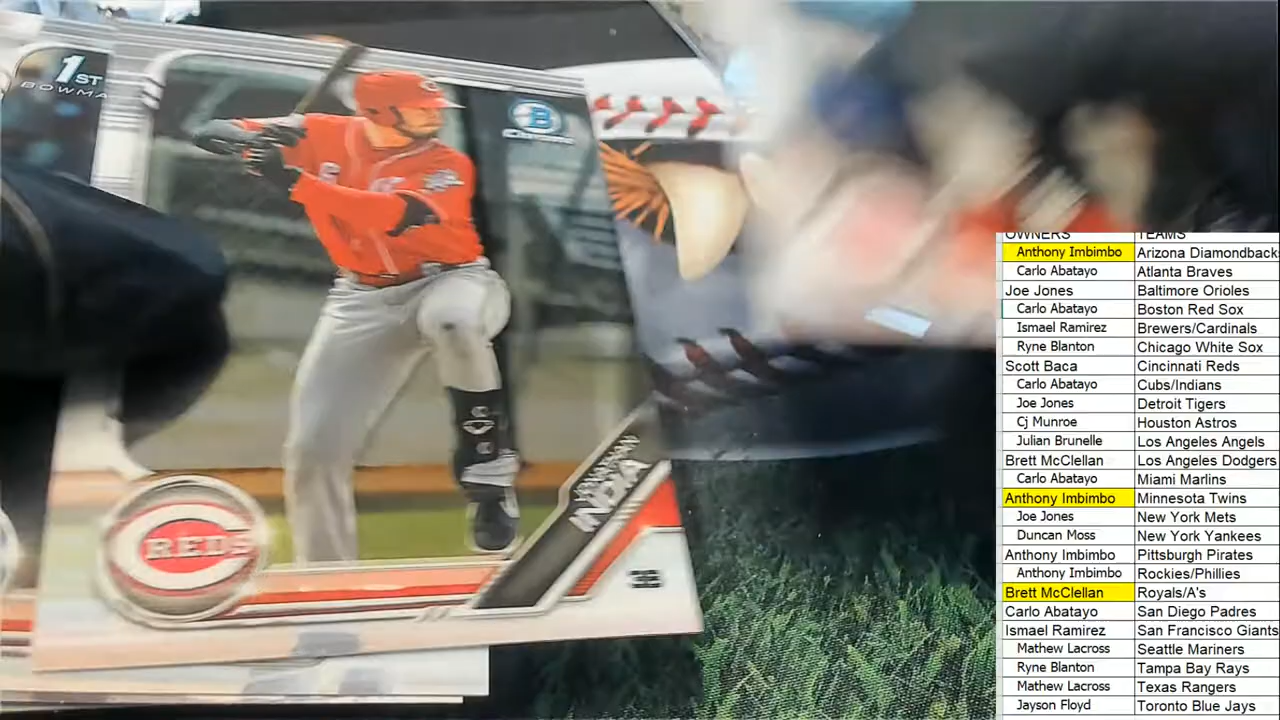 1ST
BOWMA
B
Chrome
C
REDS
INDIA
3B
OWNERS TEAMS
Anthony Imbimbo Arizona Diamondback
Carlo Abatayo Atlanta Braves
Joe Jones Baltimore Orioles
Carlo Abatayo Boston Red Sox
Ismael Ramirez Brewers/Cardinals
Ryne Blanton Chicago White Sox
Scott Baca Cincinnati Reds
Carlo Abatayo Cubs/Indians
Joe Jones Detroit Tigers
Cj Munroe Houston Astros
Julian Brunelle Los Angeles Angels
Brett McClellan Los Angeles Dodgers
Carlo Abatayo Miami Marlins
Anthony Imbimbo Minnesota Twins
Joe Jones New York Mets
Duncan Moss New York Yankees
Anthony Imbimbo Pittsburgh Pirates
Anthony Imbimbo Rockies/Phillies
Brett McClellan Royals/A's
Carlo Abatayo San Diego Padres
Ismael Ramirez San Francisco Giants
Mathew Lacross Seattle Mariners
Ryne Blanton Tampa Bay Rays
Mathew Lacross Texas Rangers
Jayson Floyd Toronto Blue Jays